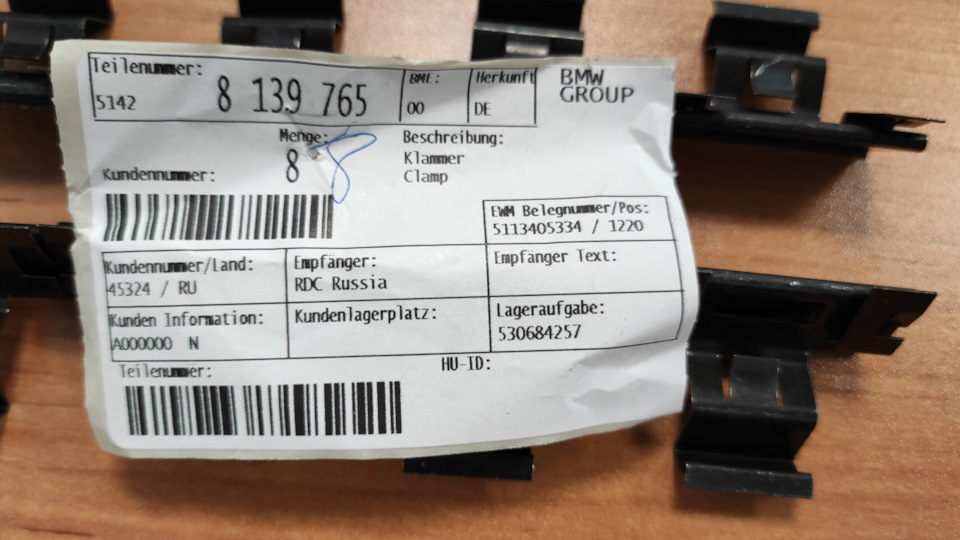 Teilenummer:
5142 8 139 765
BME:
00
Herkunft
DE
BMW
GROUP
Menge:
8 8
Beschreibung:
Klammer
Clamp
Kundennummer:
EWM Belegnummer/Pos:
5113405334 / 1220
Kundennummer/Land:
45324 / RU
Empfänger:
RDC Russia
Empfänger Text:
Kunden Information:
A000000 N
Kundenlagerplatz:
Lageraufgabe:
530684257
Teilenummer:
HU-ID: